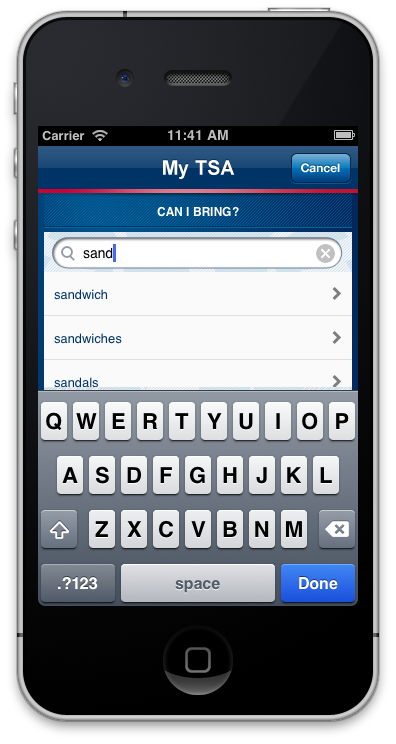 Carrier 11:41 AM
My TSA Cancel
CAN I BRING?
sand
sandwich
sandwiches
sandals
Q W E R T Y U I O P
A S D F G H J K L
Z X C V B N M
.?123 space Done